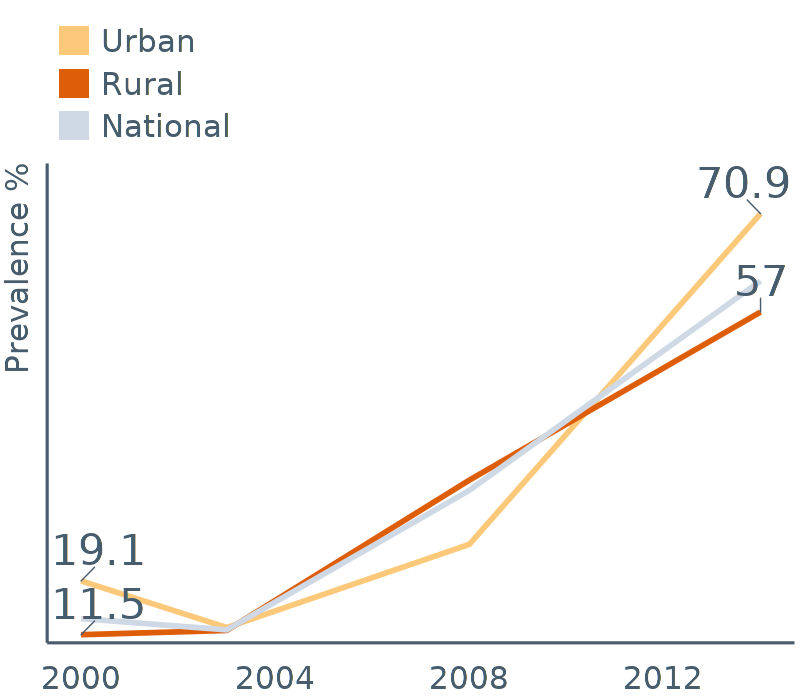 Urban
Rural
National
Prevalence %
70.9
57
19.1
11.5
2000 2004 2008 2012